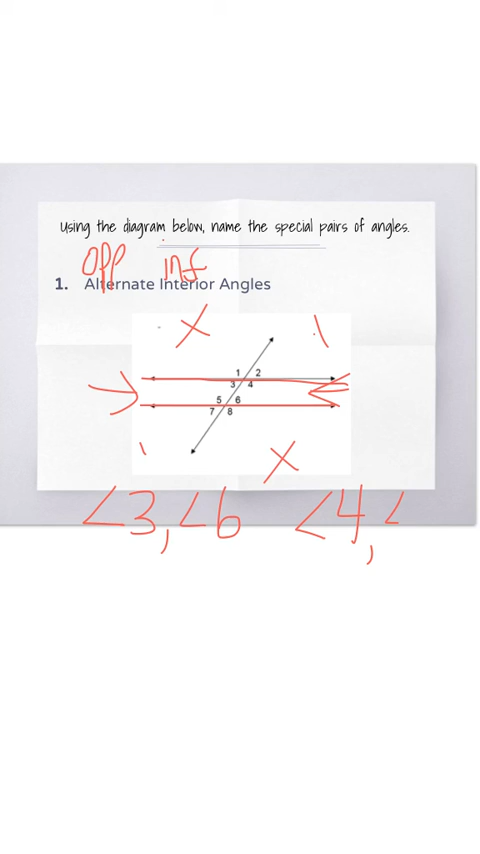 Using the diagram below, name the special pairs of angles.
opp inf
1. Alternate Interior Angles
1 2
3 4
5 6
7 8
<3, <6 <4, <